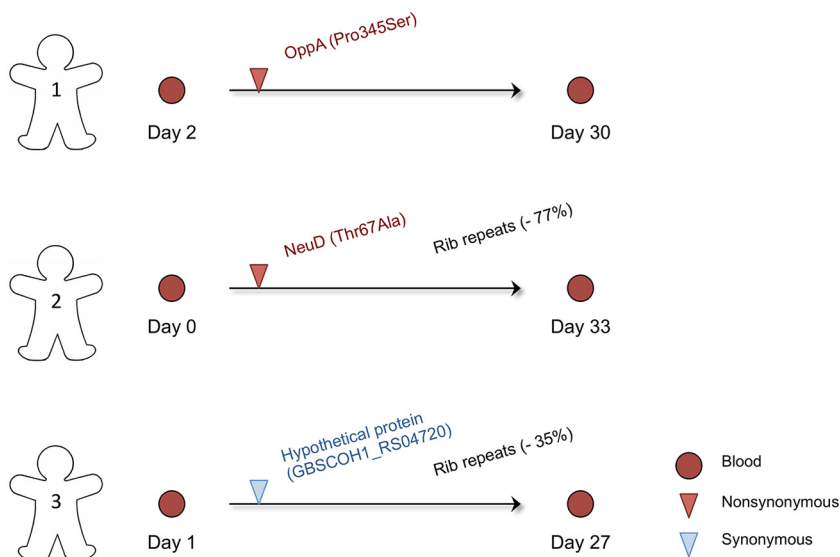 OppA (Pro345Ser)
1
Day 2
Day 30
NeuD (Thr67Ala)
Rib repeats (- 77%)
2
Day 0
Day 33
Hypothetical protein
(GBSCOH1_RS04720)
Rib repeats (- 35%)
3
Day 1
Day 27
Blood
Nonsynonymous
Synonymous